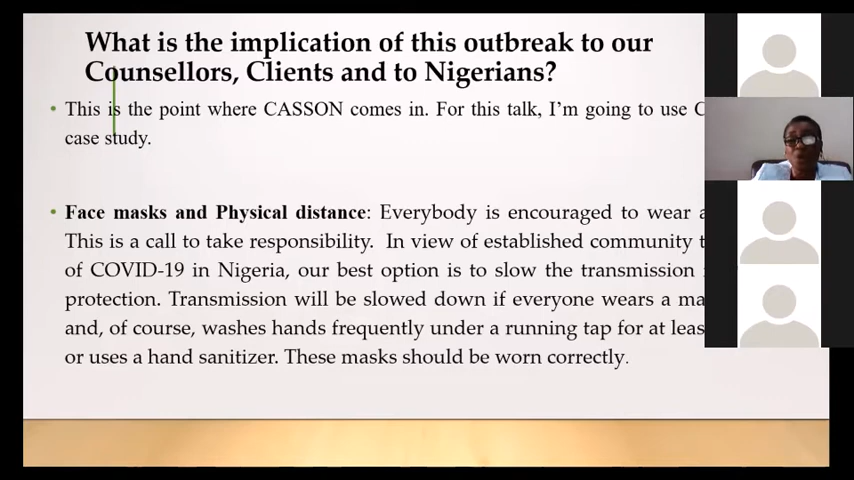 What is the implication of this outbreak to our
Counsellors, Clients and to Nigerians?
• This is the point where CASSON comes in. For this talk, I'm going to use
case study.
• Face masks and Physical distance: Everybody is encouraged to wear
This is a call to take responsibility. In view of established community
of COVID-19 in Nigeria, our best option is to slow the transmission
protection. Transmission will be slowed down if everyone wears a
and, of course, washes hands frequently under a running tap for at
or uses a hand sanitizer. These masks should be worn correctly.